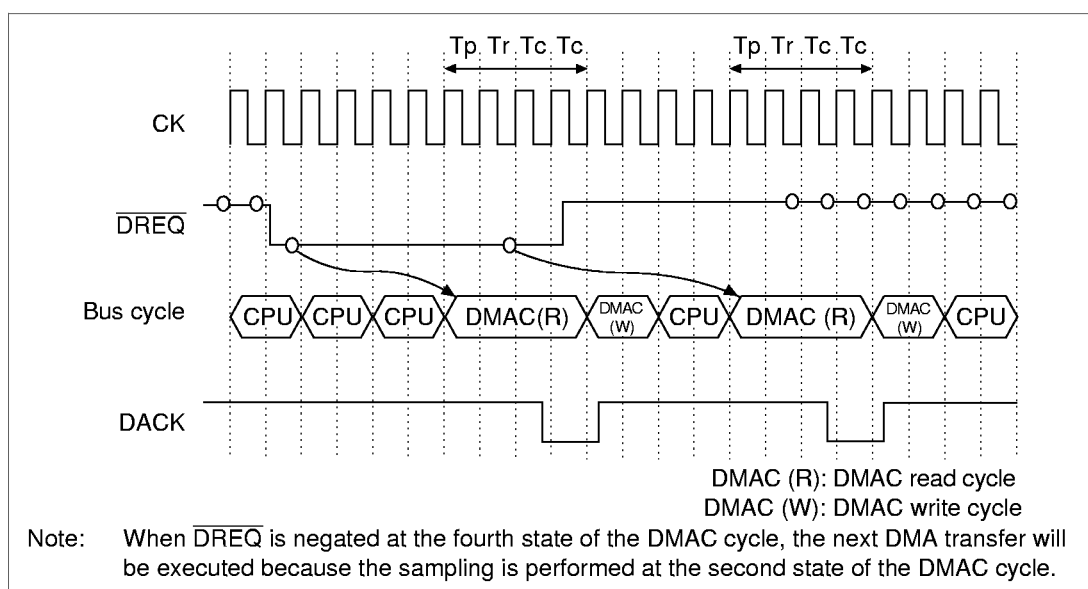 Tp Tr Tc Tc Tp Tr Tc Tc
CK
DREQ
Bus cycle CPU CPU CPU DMAC(R) DMAC (W) CPU DMAC (R) DMAC (W) CPU
DACK
DMAC (R): DMAC read cycle
DMAC (W): DMAC write cycle
Note: When DREQ is negated at the fourth state of the DMAC cycle, the next DMA transfer will
be executed because the sampling is performed at the second state of the DMAC cycle.